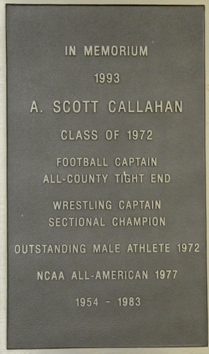 IN MEMORIUM
1993
A. SCOTT CALLAHAN
CLASS OF 1972
FOOTBALL CAPTAIN
ALL-COUNTY TIGHT END
WRESTLING CAPTAIN
SECTIONAL CHAMPION
OUTSTANDING MALE ATHLETE 1972
NCAA ALL-AMERICAN 1977
1954 - 1983